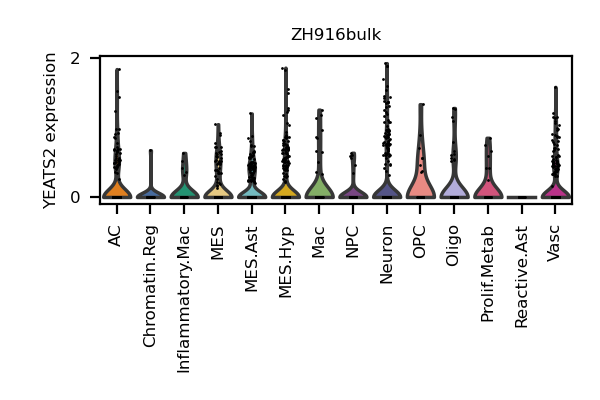 ZH916bulk
YEATS2 expression
2
0
AC
Chromatin.Reg
Inflammatory.Mac
MES
MES.Ast
MES.Hyp
Mac
NPC
Neuron
OPC
Oligo
Prolif.Metab
Reactive.Ast
Vasc